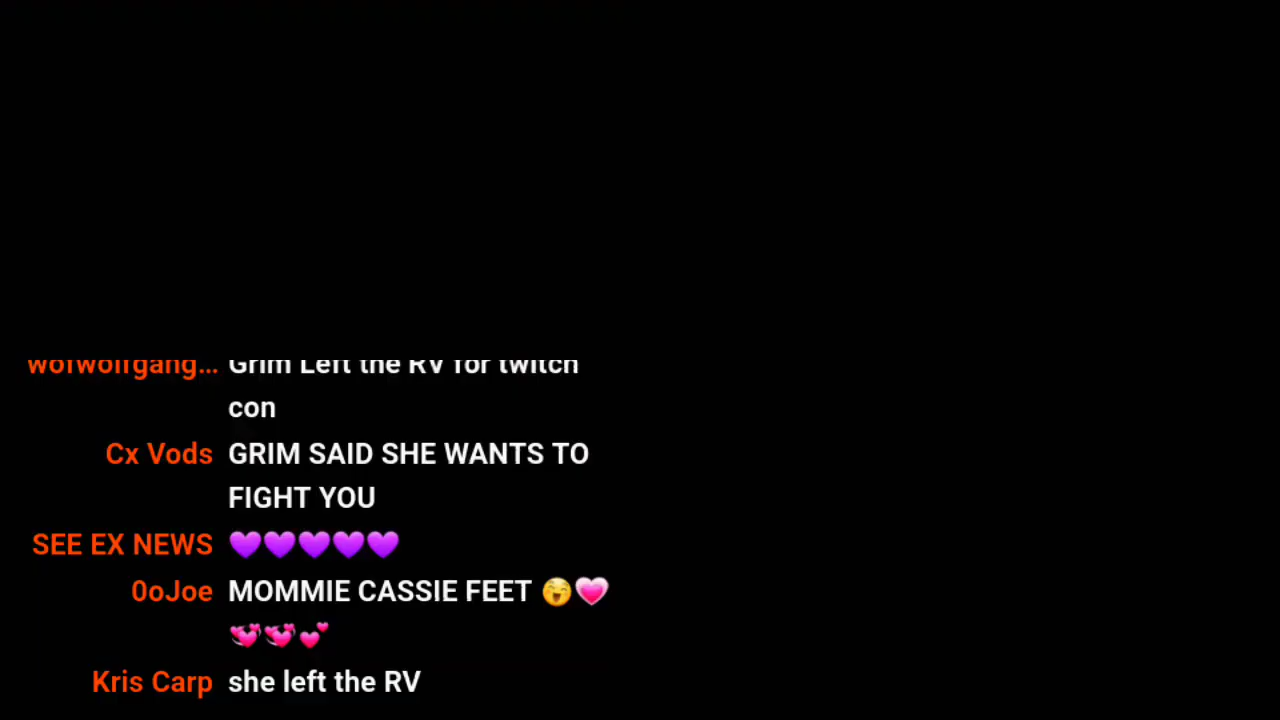 wofwolfgang... Grim Left the RV for twitch
con
Cx Vods GRIM SAID SHE WANTS TO
FIGHT YOU
SEE EX NEWS 💜💜💜💜💜
0oJoe MOMMIE CASSIE FEET 😄💗
💞💞💕
Kris Carp she left the RV